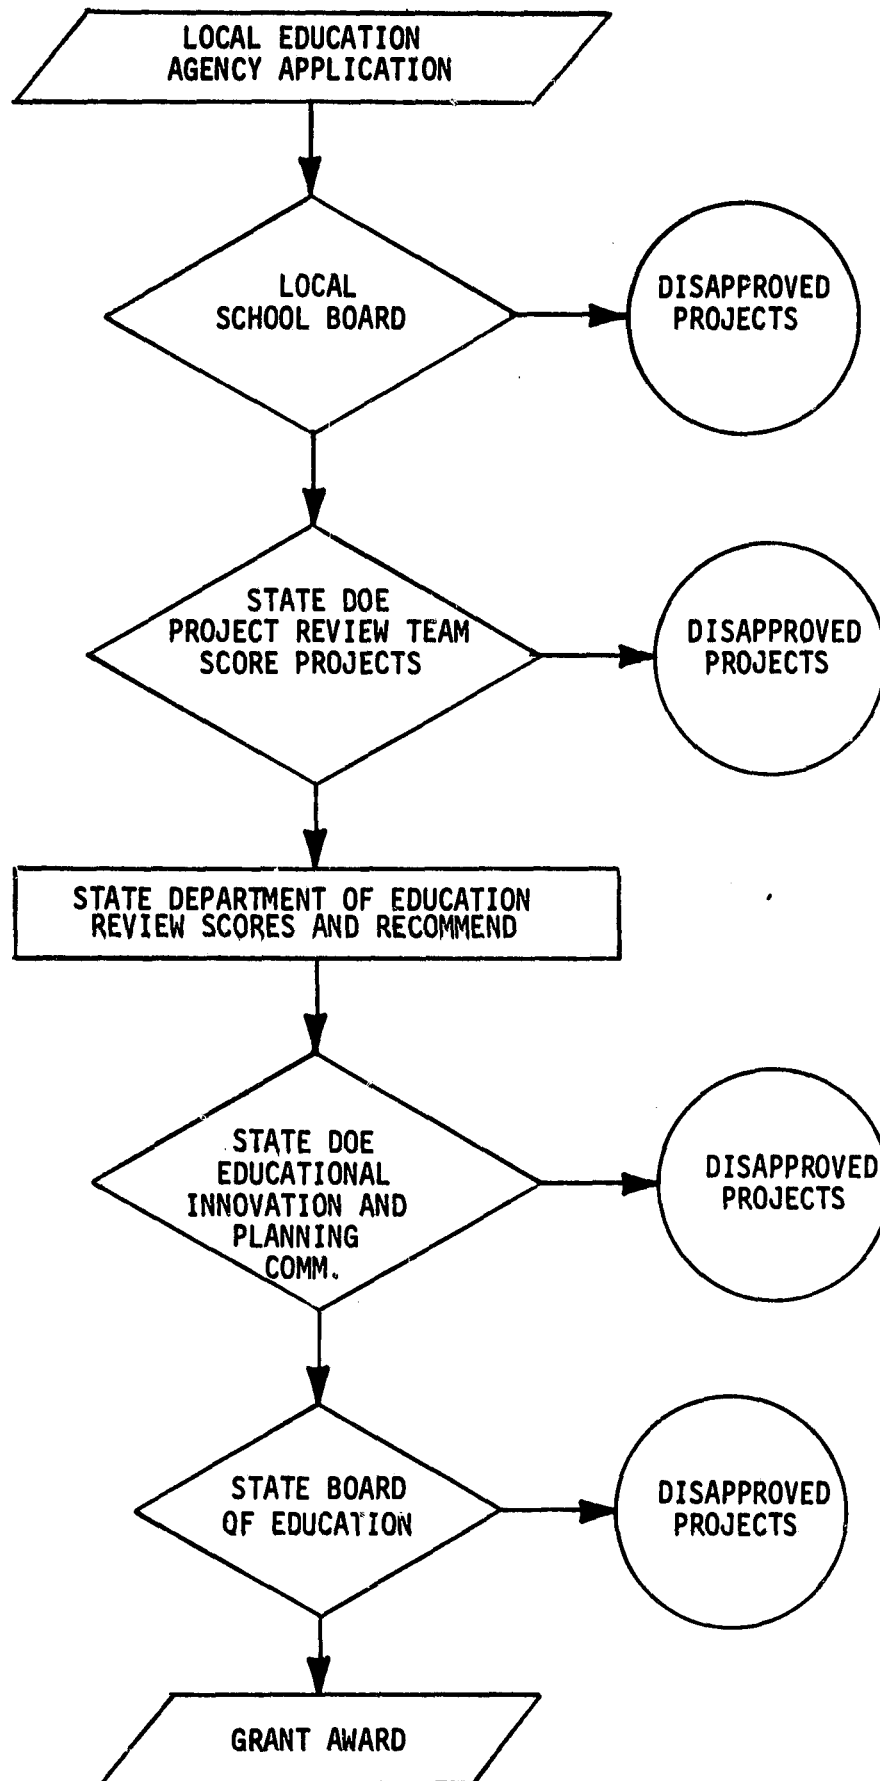 LOCAL EDUCATION
AGENCY APPLICATION
LOCAL
SCHOOL BOARD
DISAPPROVED
PROJECTS
STATE DOE
PROJECT REVIEW TEAM
SCORE PROJECTS
DISAPPROVED
PROJECTS
STATE DEPARTMENT OF EDUCATION
REVIEW SCORES AND RECOMMEND
STATE DOE
EDUCATIONAL
INNOVATION AND
PLANNING
COMM.
DISAPPROVED
PROJECTS
STATE BOARD
OF EDUCATION
DISAPPROVED
PROJECTS
GRANT AWARD